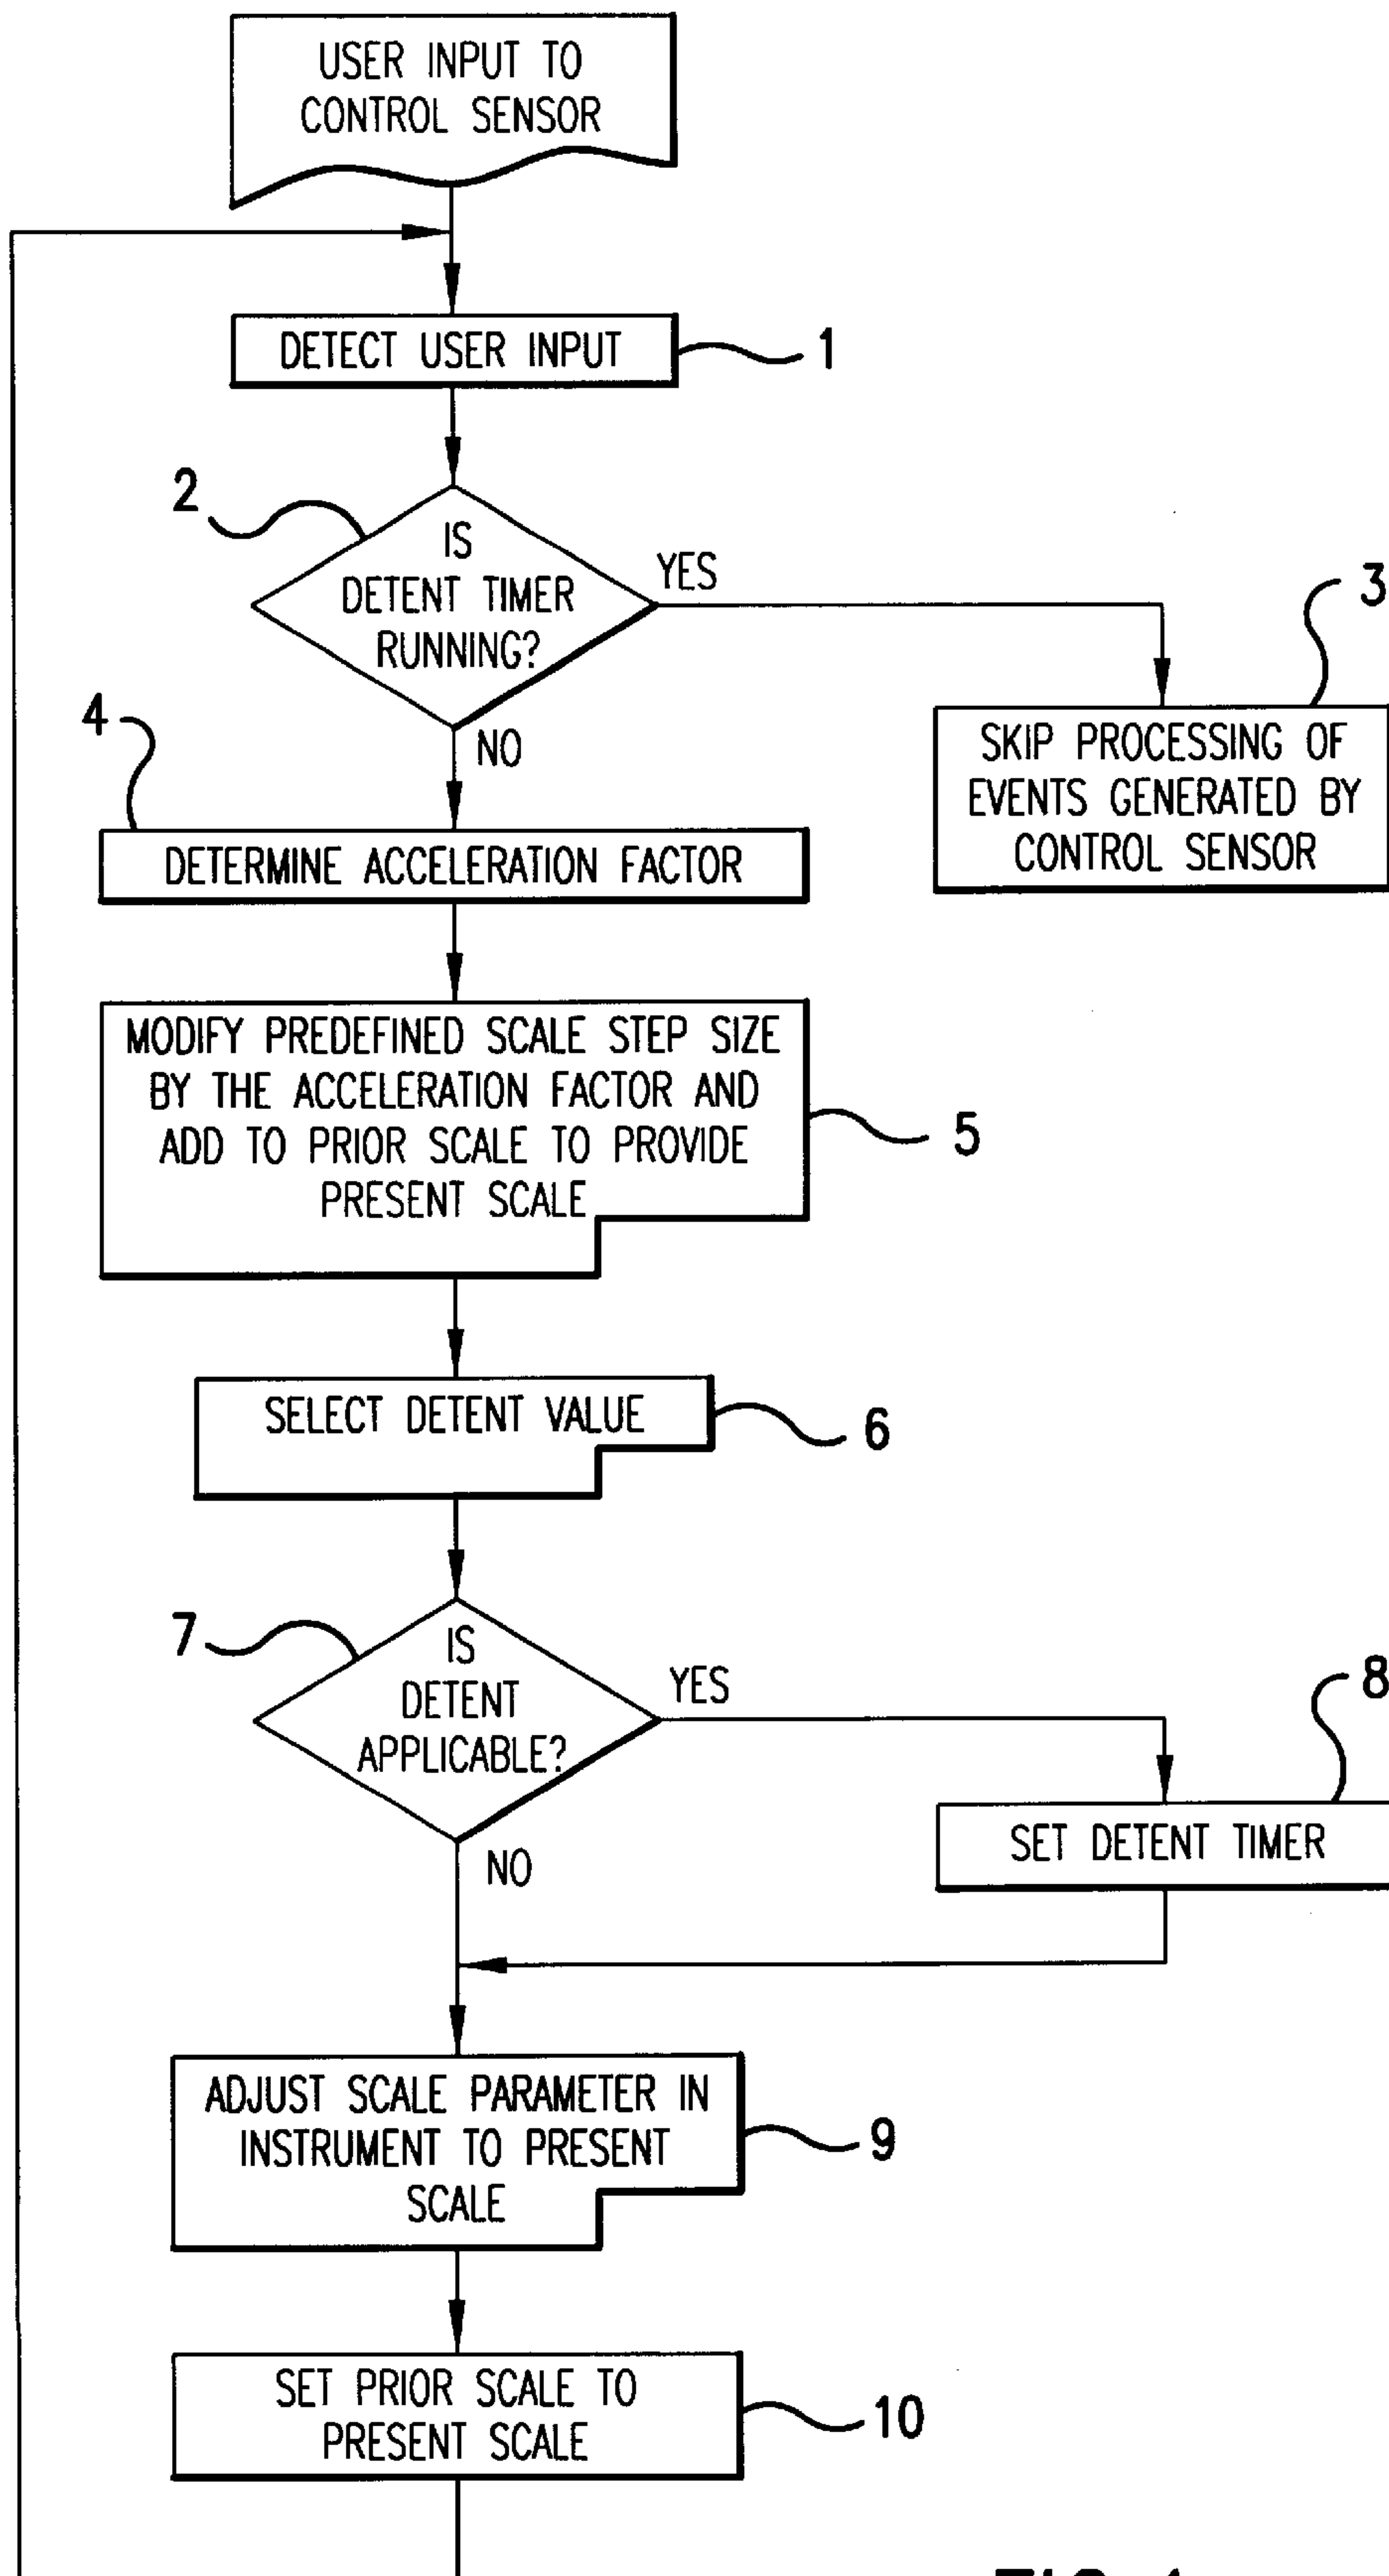 USER INPUT TO
CONTROL SENSOR
DETECT USER INPUT
1
2
IS
DETENT TIMER
RUNNING?
YES
3
SKIP PROCESSING OF
EVENTS GENERATED BY
CONTROL SENSOR
NO
4
DETERMINE ACCELERATION FACTOR
MODIFY PREDEFINED SCALE STEP SIZE
BY THE ACCELERATION FACTOR AND
ADD TO PRIOR SCALE TO PROVIDE
PRESENT SCALE
5
SELECT DETENT VALUE
6
7
IS
DETENT
APPLICABLE?
YES
8
SET DETENT TIMER
NO
ADJUST SCALE PARAMETER IN
INSTRUMENT TO PRESENT
SCALE
9
SET PRIOR SCALE TO
PRESENT SCALE
10